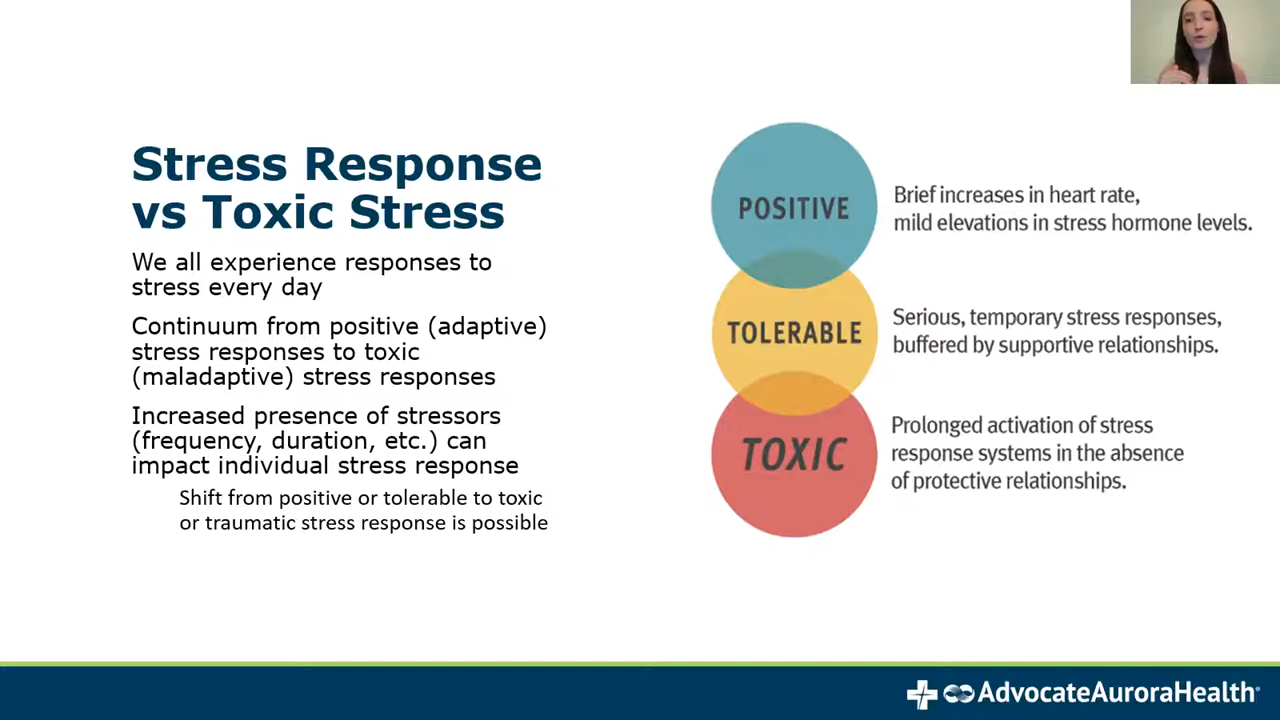 Stress Response
vs Toxic Stress
We all experience responses to
stress every day
Continuum from positive (adaptive)
stress responses to toxic
(maladaptive) stress responses
Increased presence of stressors
(frequency, duration, etc.) can
impact individual stress response
Shift from positive or tolerable to toxic
or traumatic stress response is possible
POSITIVE
Brief increases in heart rate,
mild elevations in stress hormone levels.
TOLERABLE
Serious, temporary stress responses,
buffered by supportive relationships.
TOXIC
Prolonged activation of stress
response systems in the absence
of protective relationships.
AdvocateAuroraHealth®